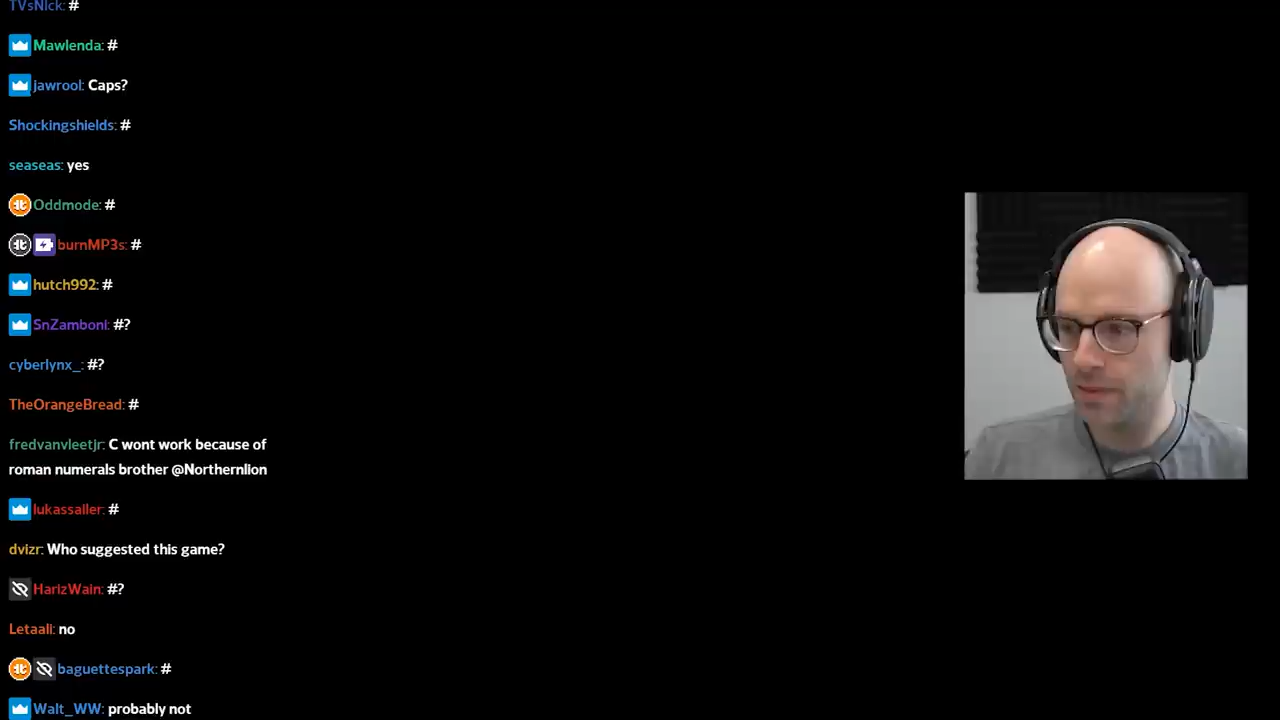 TVsNick: #
Mawlenda: #
jawrool: Caps?
Shockingshields: #
seaseas: yes
Oddmode: #
burnMP3s: #
hutch992: #
SnZamboni: #?
cyberlynx_: #?
TheOrangeBread: #
fredvanvleetjr: C wont work because of
roman numerals brother @Northernlion
lukassaller: #
dvizr: Who suggested this game?
HarizWain: #?
Letaali: no
baguettespark: #
Walt_WW: probably not